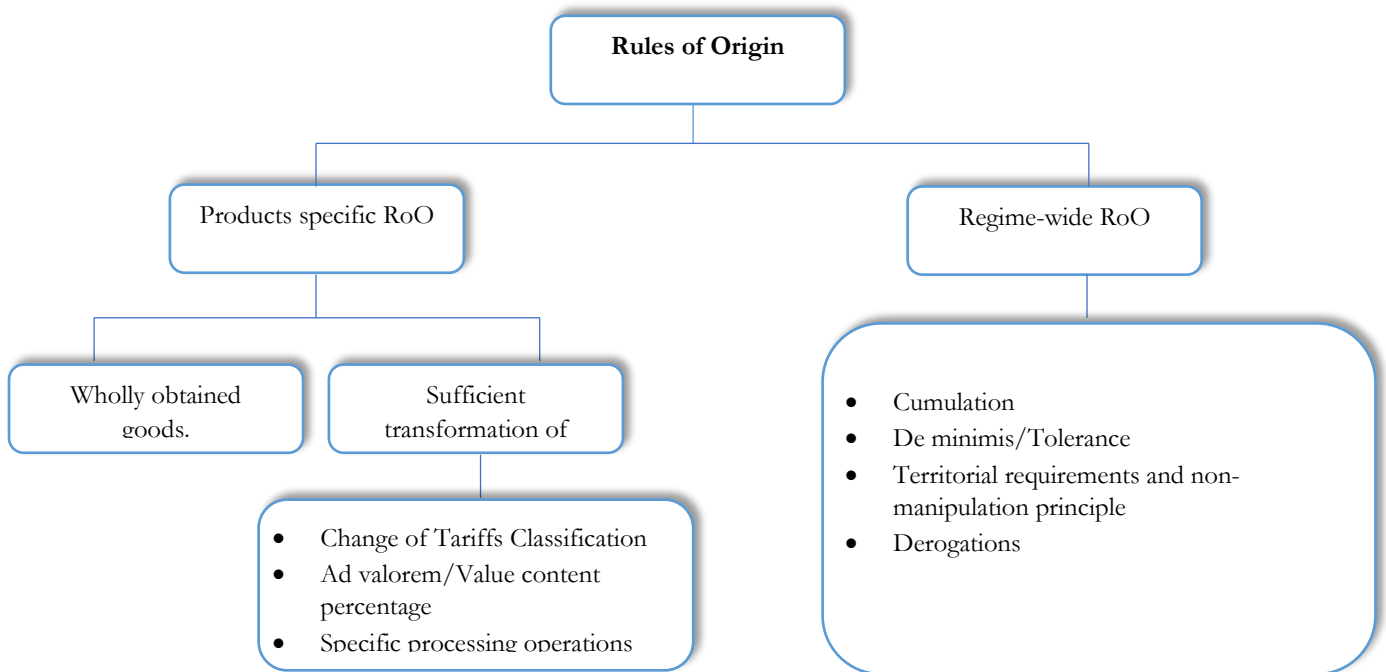 Rules of Origin
Products specific RoO
Regime-wide RoO
Wholly obtained
goods.
Sufficient
transformation of
• Change of Tariffs Classification
• Ad valorem/Value content
percentage
• Specific processing operations
• Cumulation
• De minimis/Tolerance
• Territorial requirements and non-
manipulation principle
• Derogations